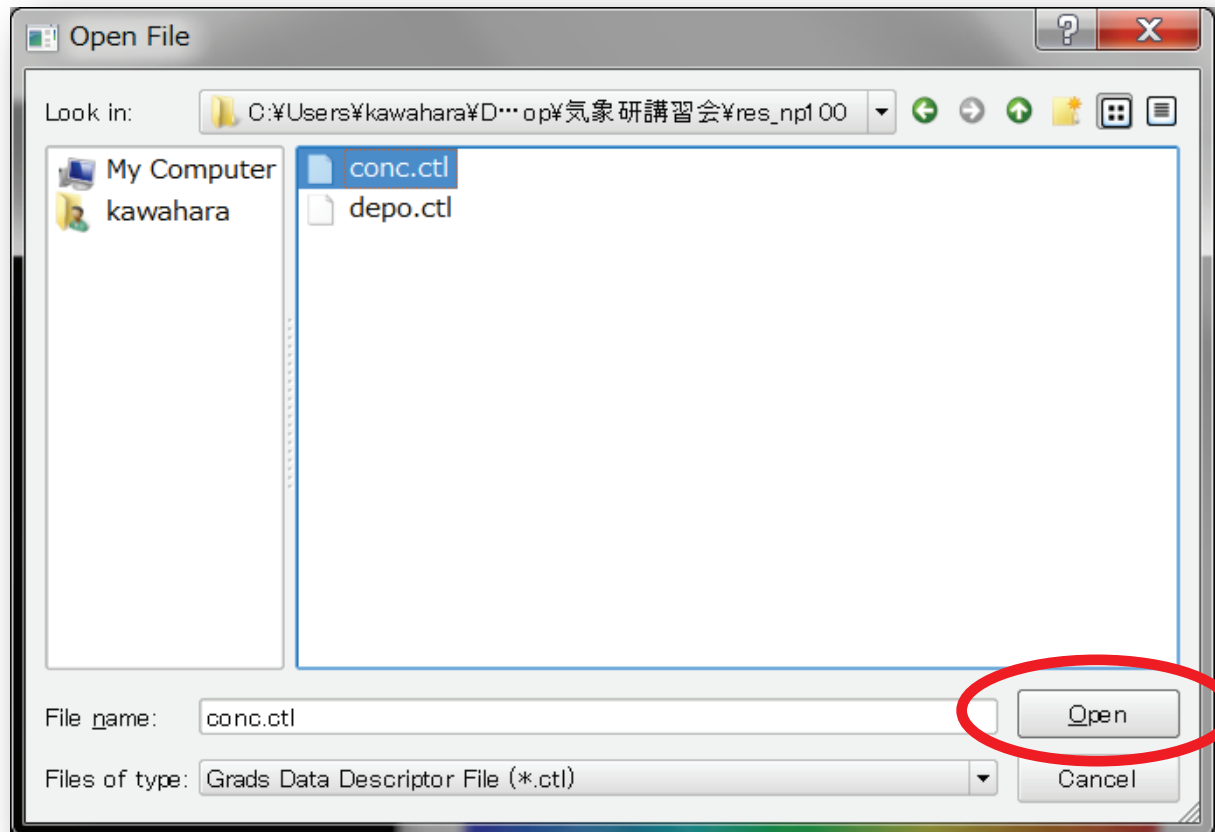 Open File
Look in: C:¥Users¥kawahara¥D…op¥気象研講習会¥res_np100
My Computer
kawahara
conc.ctl
depo.ctl
File name: conc.ctl
Open
Files of type: Grads Data Descriptor File (*.ctl)
Cancel